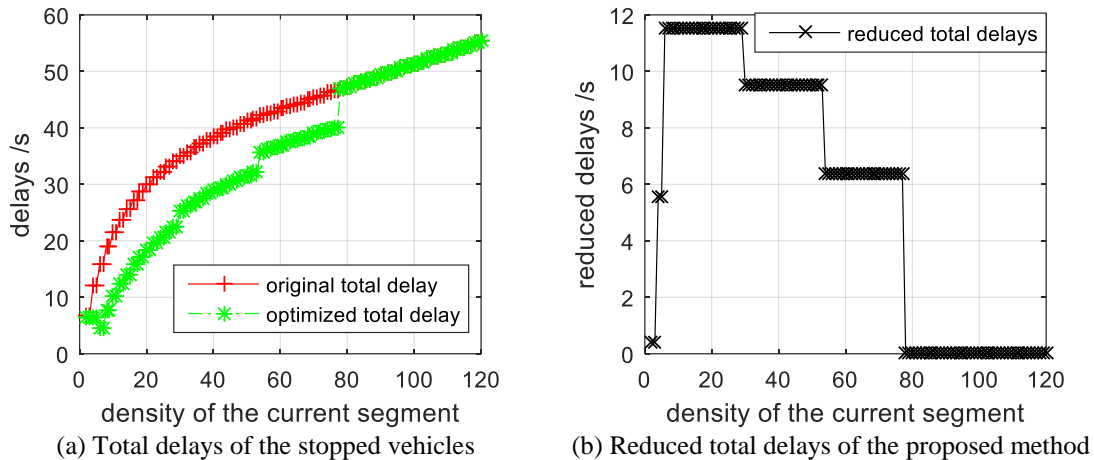 60
50
40
30
20
10
0
delays /s
original total delay
optimized total delay
0 20 40 60 80 100 120
density of the current segment
(a) Total delays of the stopped vehicles
12
10
8
6
4
2
0
reduced delays /s
reduced total delays
0 20 40 60 80 100 120
density of the current segment
(b) Reduced total delays of the proposed method